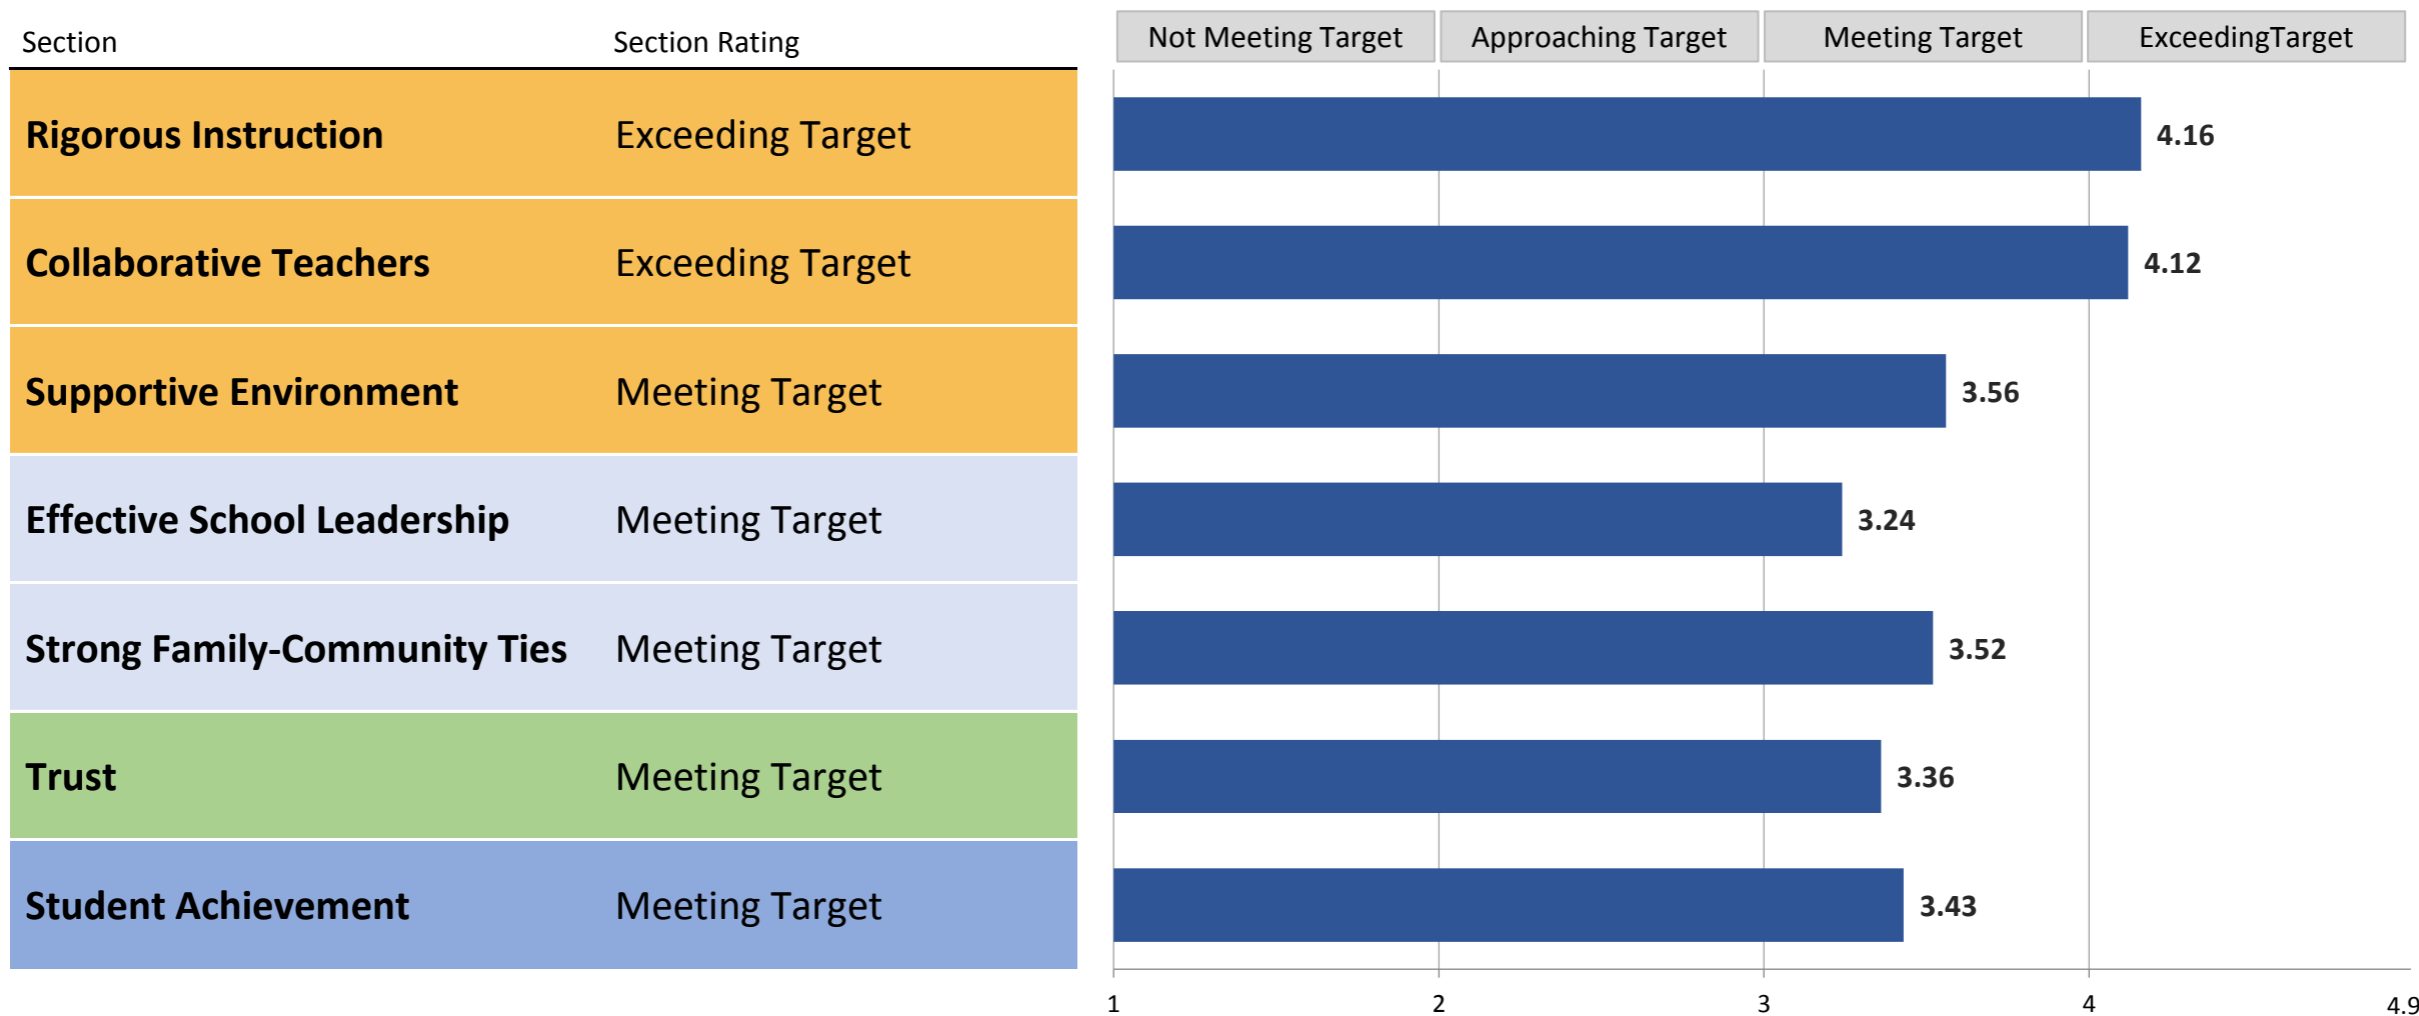 Section Section Rating Not Meeting Target Approaching Target Meeting Target ExceedingTarget
Rigorous Instruction Exceeding Target 4.16
Collaborative Teachers Exceeding Target 4.12
Supportive Environment Meeting Target 3.56
Effective School Leadership Meeting Target 3.24
Strong Family-Community Ties Meeting Target 3.52
Trust Meeting Target 3.36
Student Achievement Meeting Target 3.43
1 2 3 4 4.9